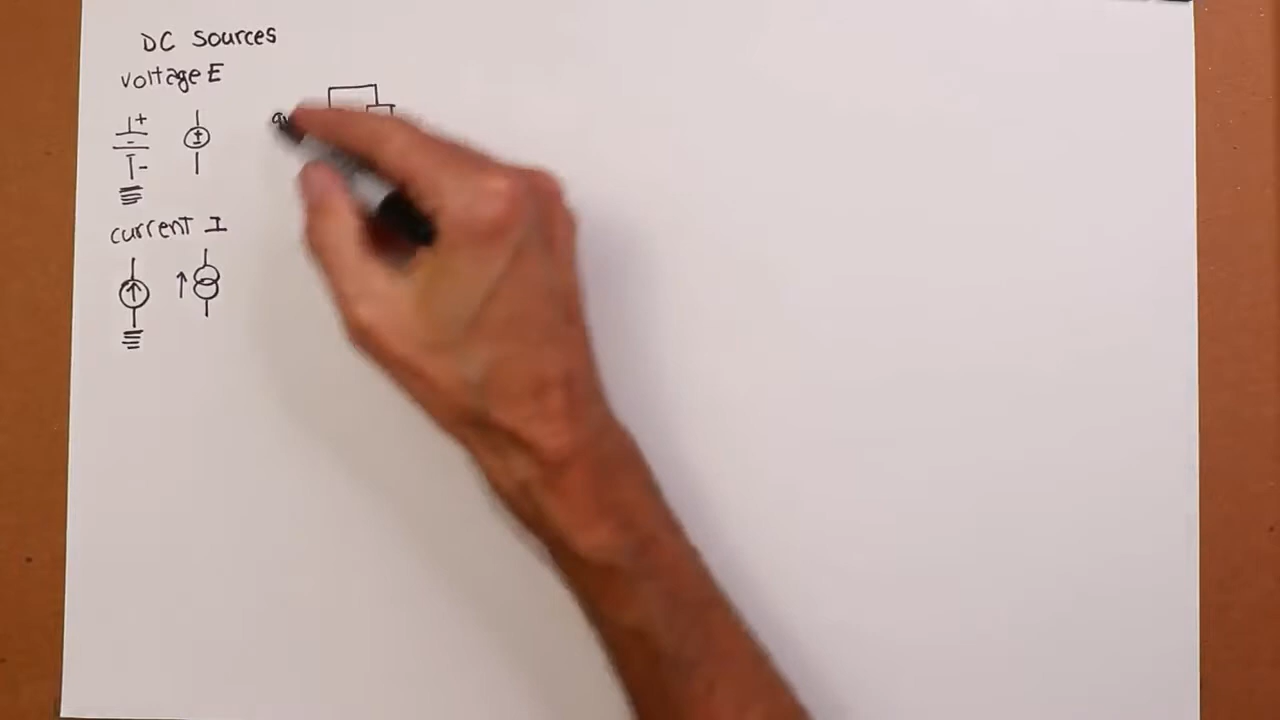 DC Sources
Voltage E
+
-
±
-
current I